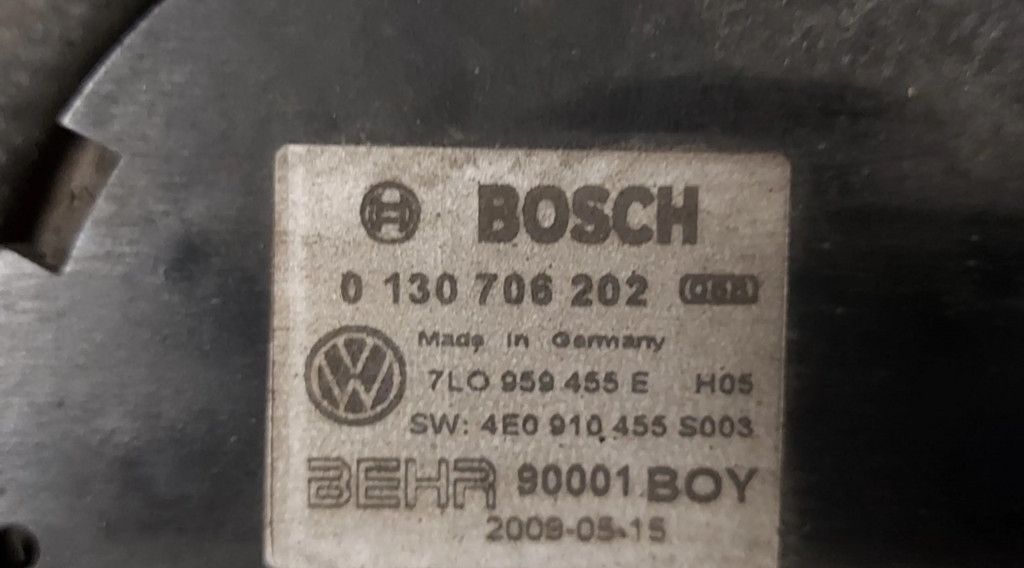 BOSCH
0 130 706 202
Made in Germany
7L0 959 455 E H05
SW: 4E0 910 455 S003
BEHR 90001 BOY
2009-05-15